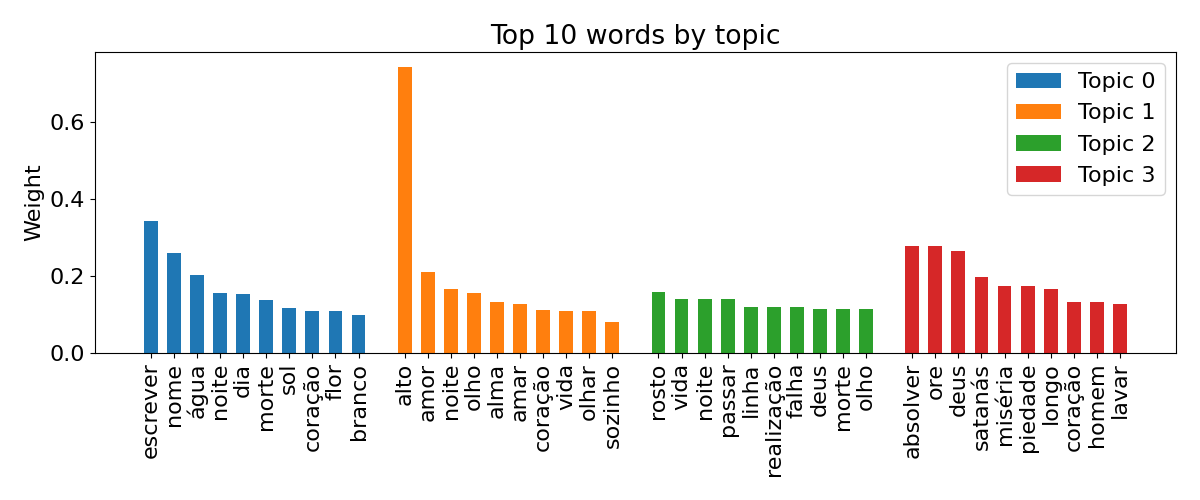 Top 10 words by topic
Weight
0.6
0.4
0.2
0.0
Topic 0
Topic 1
Topic 2
Topic 3
escrever
nome
água
noite
dia
morte
sol
coração
flor
branco
alto
amor
noite
olho
alma
amar
coração
vida
olhar
sozinho
rosto
vida
noite
passar
linha
realização
falha
deus
morte
olho
absolver
ore
deus
satanás
miséria
piedade
longo
coração
homem
lavar